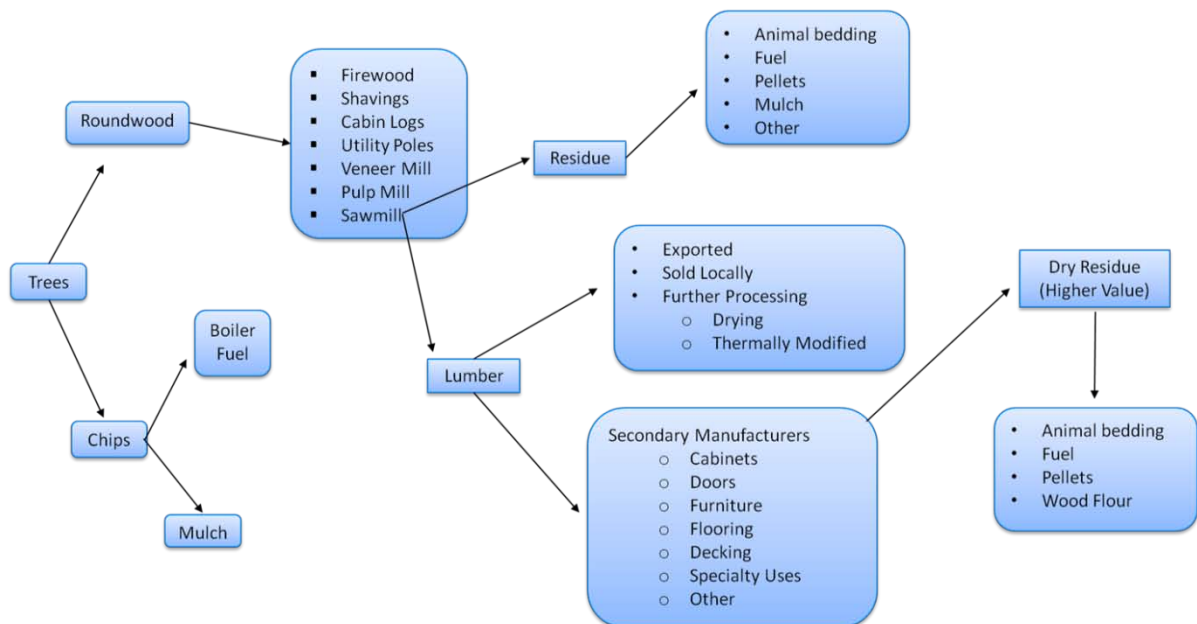 Trees
Roundwood
▪ Firewood
▪ Shavings
▪ Cabin Logs
▪ Utility Poles
▪ Veneer Mill
▪ Pulp Mill
▪ Sawmill
Residue
• Animal bedding
• Fuel
• Pellets
• Mulch
• Other
Lumber
• Exported
• Sold Locally
• Further Processing
o Drying
o Thermally Modified
Secondary Manufacturers
o Cabinets
o Doors
o Furniture
o Flooring
o Decking
o Specialty Uses
o Other
Dry Residue
(Higher Value)
• Animal bedding
• Fuel
• Pellets
• Wood Flour
Chips
Boiler
Fuel
Mulch